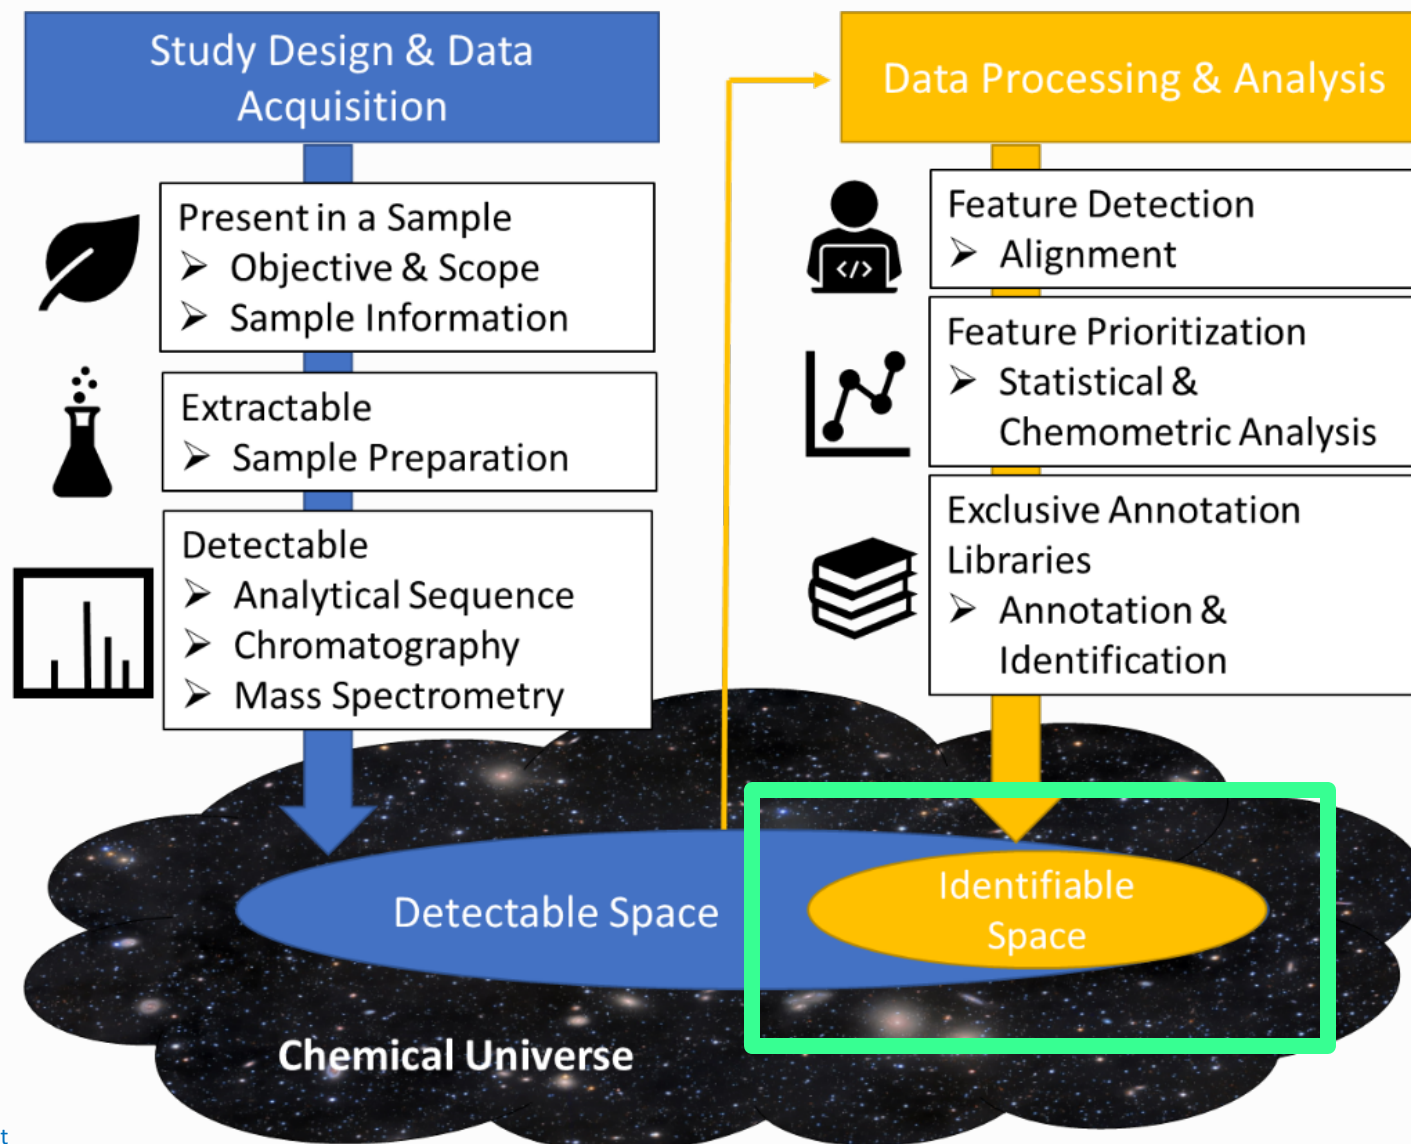 Study Design & Data
Acquisition
Present in a Sample
➢ Objective & Scope
➢ Sample Information
Extractable
➢ Sample Preparation
Detectable
➢ Analytical Sequence
➢ Chromatography
➢ Mass Spectrometry
Data Processing & Analysis
</>
Feature Detection
➢ Alignment
Feature Prioritization
➢ Statistical &
Chemometric Analysis
Exclusive Annotation
Libraries
➢ Annotation &
Identification
Detectable Space
Identifiable
Space
Chemical Universe
t